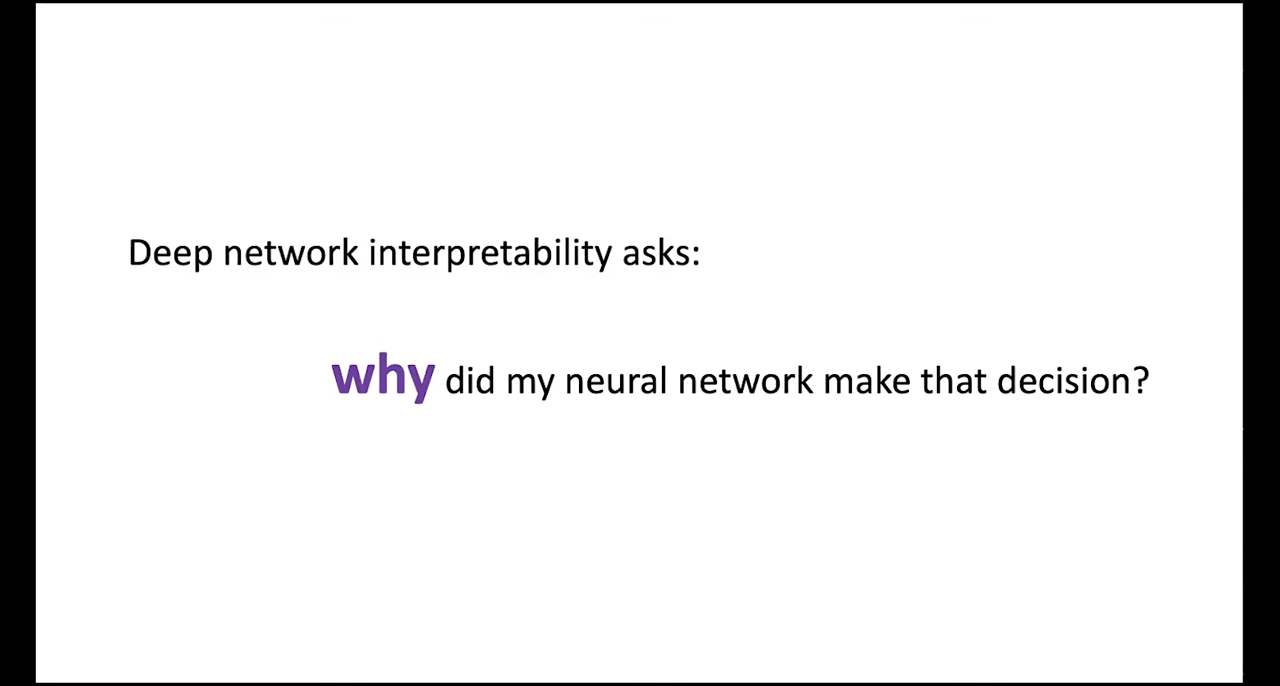 Deep network interpretability asks:
why did my neural network make that decision?